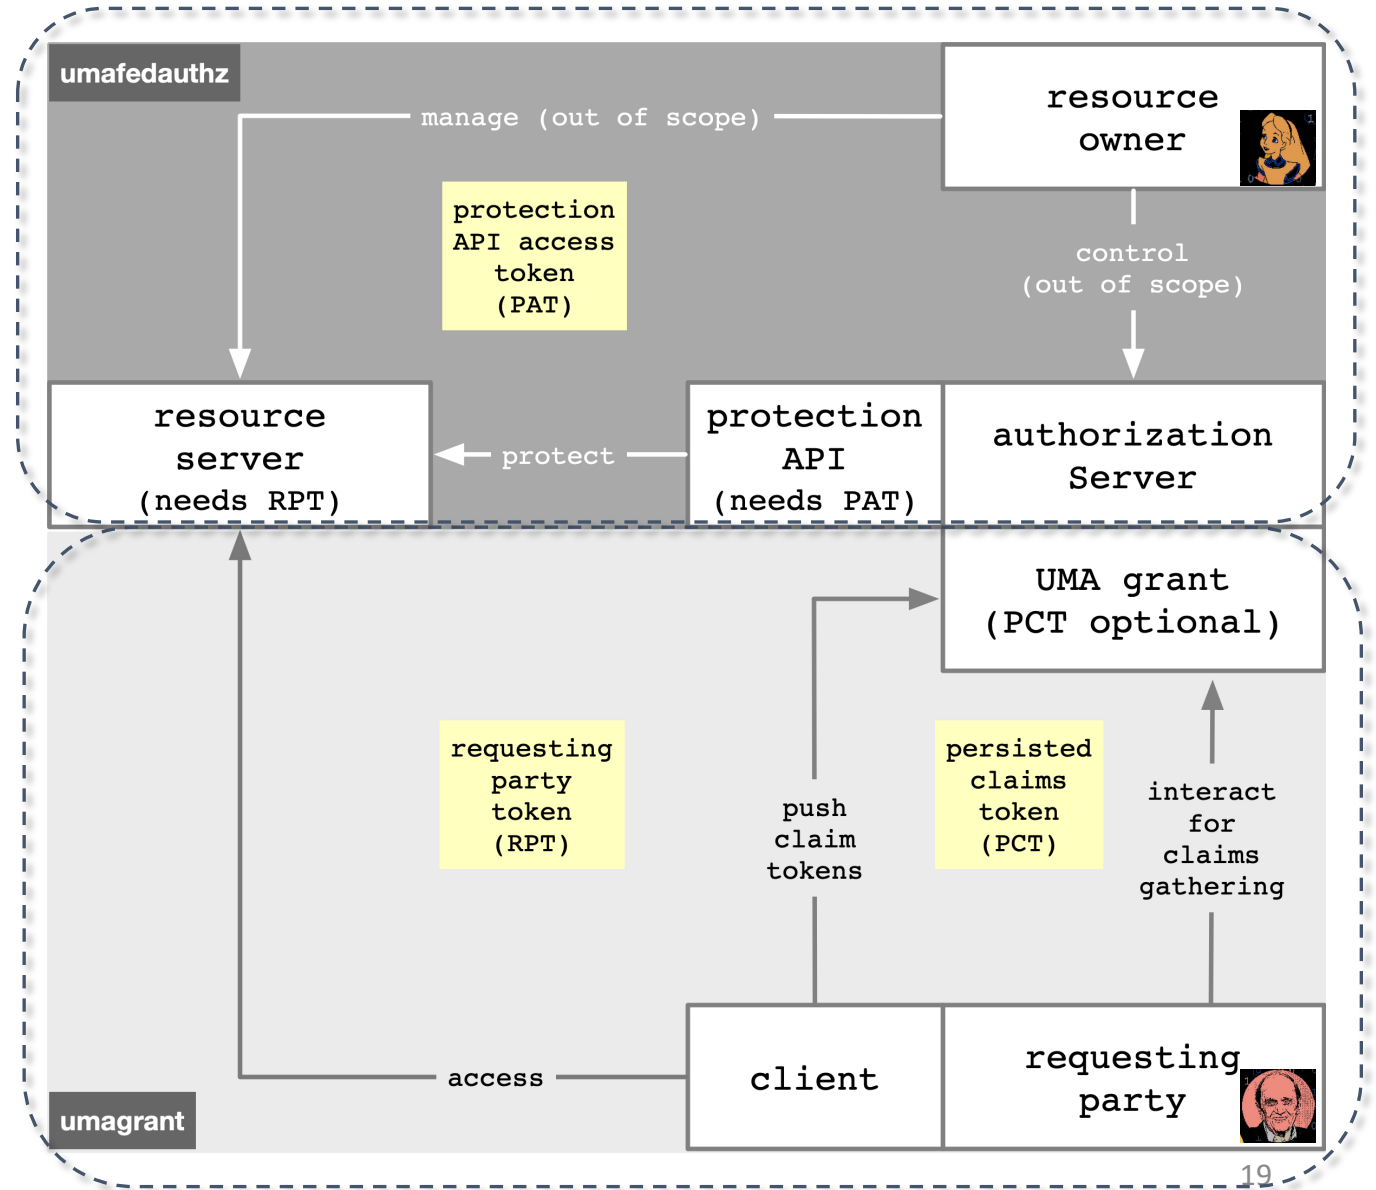 umafedauthz
resource
owner
manage (out of scope)
protection
API access
token
(PAT)
control
(out of scope)
resource
server
(needs RPT)
protect
protection
API
(needs PAT)
authorization
Server
UMA grant
(PCT optional)
requesting
party
token
(RPT)
persisted
claims
token
(PCT)
push
claim
tokens
interact
for
claims
gathering
access
client
requesting
party
umagrant
19